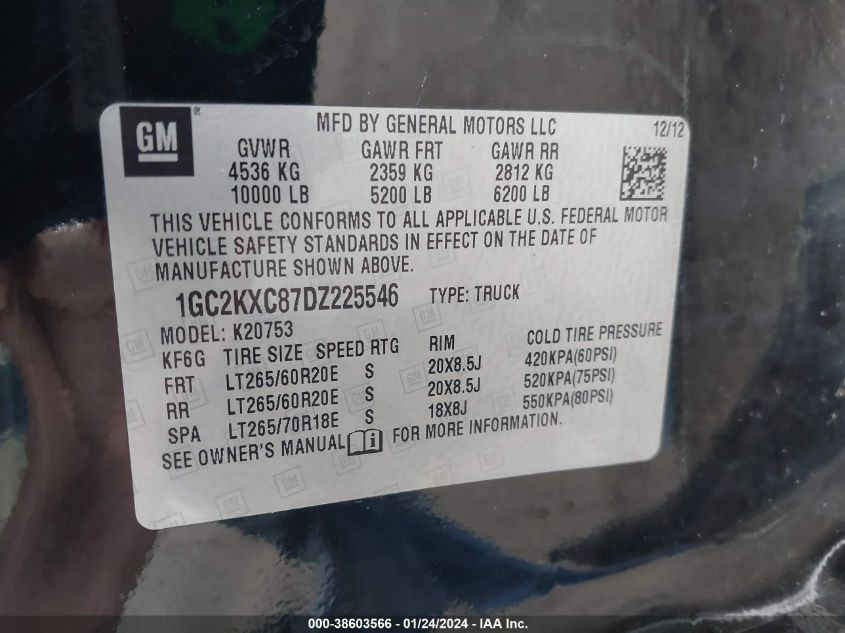 GM ®
MFD BY GENERAL MOTORS LLC 12/12
GVWR GAWR FRT GAWR RR
4536 KG 2359 KG 2812 KG
10000 LB 5200 LB 6200 LB
THIS VEHICLE CONFORMS TO ALL APPLICABLE U.S. FEDERAL MOTOR
VEHICLE SAFETY STANDARDS IN EFFECT ON THE DATE OF
MANUFACTURE SHOWN ABOVE.
1GC2KXC87DZ225546 TYPE: TRUCK
MODEL: K20753
KF6G TIRE SIZE SPEED RTG RIM COLD TIRE PRESSURE
FRT LT265/60R20E S 20X8.5J 420KPA(60PSI)
RR LT265/60R20E S 20X8.5J 520KPA(75PSI)
SPA LT265/70R18E S 18X8J 550KPA(80PSI)
SEE OWNER'S MANUAL FOR MORE INFORMATION.
000-38603566 - 01/24/2024 - IAA Inc.